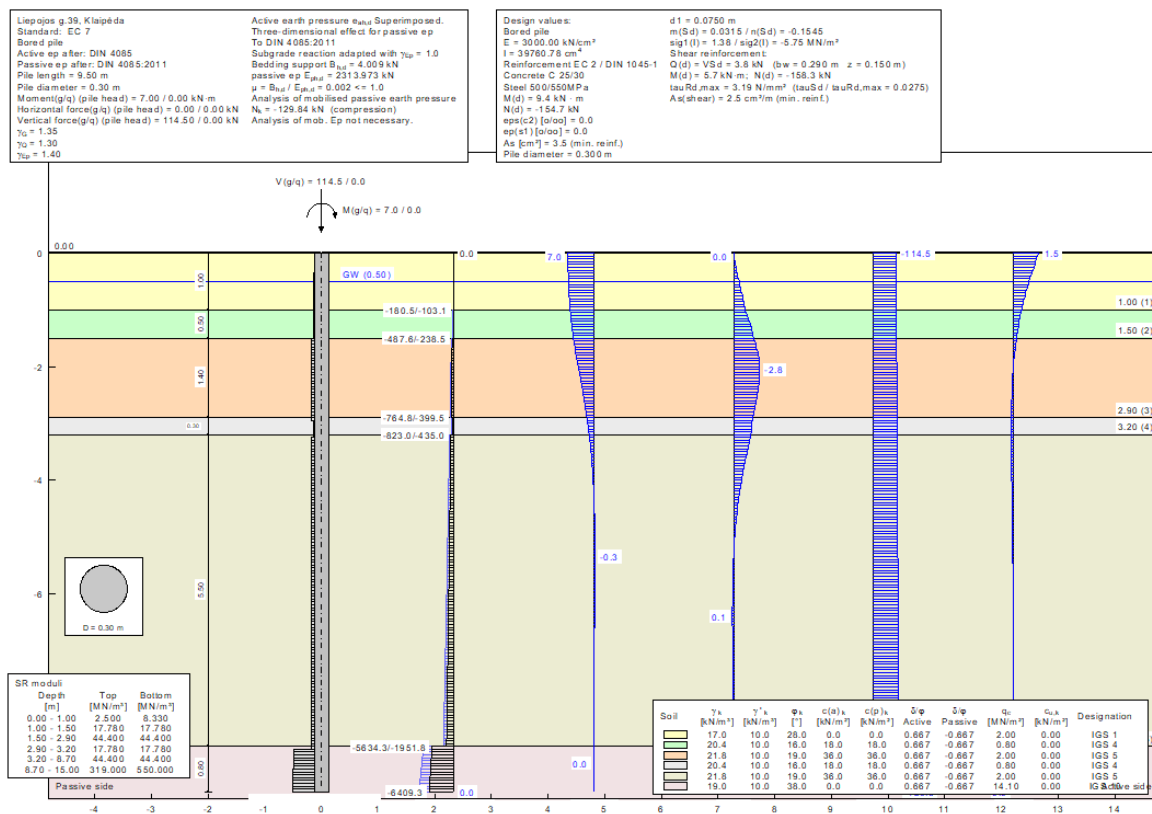 Liepojos g.39, Klaipėda
Standard: EC 7
Bored pile
Active ep after: DIN 4085
Passive ep after: DIN 4085:2011
Pile length = 9.50 m
Pile diameter = 0.30 m
Moment(g/q) (pile head) = 7.00 / 0.00 kN·m
Horizontal force(g/q) (pile head) = 0.00 / 0.00 kN
Vertical force(g/q) (pile head) = 114.50 / 0.00 kN
γG = 1.35
γQ = 1.30
γEp = 1.40
Active earth pressure eah,d Superimposed.
Three-dimensional effect for passive ep
To DIN 4085:2011
Subgrade reaction adapted with γEp = 1.0
Bedding support Bh,d = 4.009 kN
passive ep Eph,d = 2313.973 kN
μ = Bh,d / Eph,d = 0.002 <= 1.0
Analysis of mobilised passive earth pressure
Nk = -129.84 kN (compression)
Analysis of mob. Ep not necessary.
Design values:
Bored pile
E = 3000.00 kN/cm²
I = 39760.78 cm⁴
Reinforcement EC 2 / DIN 1045-1
Concrete C 25/30
Steel 500/550MPa
M(d) = 9.4 kN · m
N(d) = -154.7 kN
eps(c2) [o/oo] = 0.0
ep(s1) [o/oo] = 0.0
As [cm²] = 3.5 (min. reinf.)
Pile diameter = 0.300 m
d1 = 0.0750 m
m(Sd) = 0.0315 / n(Sd) = -0.1545
sig1(I) = 1.38 / sig2(I) = -5.75 MN/m²
Shear reinforcement:
Q(d) = VSd = 3.8 kN (bw = 0.290 m z = 0.150 m)
M(d) = 5.7 kN·m; N(d) = -158.3 kN
tauRd,max = 3.19 N/mm² (tauSd / tauRd,max = 0.0275)
As(shear) = 2.5 cm²/m (min. reinf.)
V(g/q) = 114.5 / 0.0
M(g/q) = 7.0 / 0.0
0 0.00 0.0 7.0 0.0 -114.5 1.5
GW (0.50)
1.00
-180.5/-103.1 1.00 (1)
0.50
-487.6/-238.5 1.50 (2)
-2
1.40
-2.8
-764.8/-399.5 2.90 (3)
0.30
-823.0/-435.0 3.20 (4)
-4
-0.3
5.50
-6
0.1
D = 0.30 m
SR moduli
Depth Top Bottom
[m] [MN/m³] [MN/m³]
0.00 - 1.00 2.500 8.330
1.00 - 1.50 17.780 17.780
1.50 - 2.90 44.400 44.400
2.90 - 3.20 17.780 17.780
3.20 - 8.70 44.400 44.400
8.70 - 15.00 319.000 550.000
-5634.3/-1951.8
0.80
0.0
Passive side
-6409.3 0.0
Soil γk γ'k φk c(a)k c(p)k δ/φ δ/φ qc cu,k Designation
[kN/m³] [kN/m³] [°] [kN/m²] [kN/m²] Active Passive [MN/m²] [kN/m²]
17.0 10.0 28.0 0.0 0.0 0.667 -0.667 2.00 0.00 IGS 1
20.4 10.0 16.0 18.0 18.0 0.667 -0.667 0.80 0.00 IGS 4
21.8 10.0 19.0 36.0 36.0 0.667 -0.667 2.00 0.00 IGS 5
20.4 10.0 16.0 18.0 18.0 0.667 -0.667 0.80 0.00 IGS 4
21.8 10.0 19.0 36.0 36.0 0.667 -0.667 2.00 0.00 IGS 5
19.0 10.0 38.0 0.0 0.0 0.667 -0.667 14.10 0.00
-4 -3 -2 -1 0 1 2 3 4 5 6 7 8 9 10 11 12 13 14